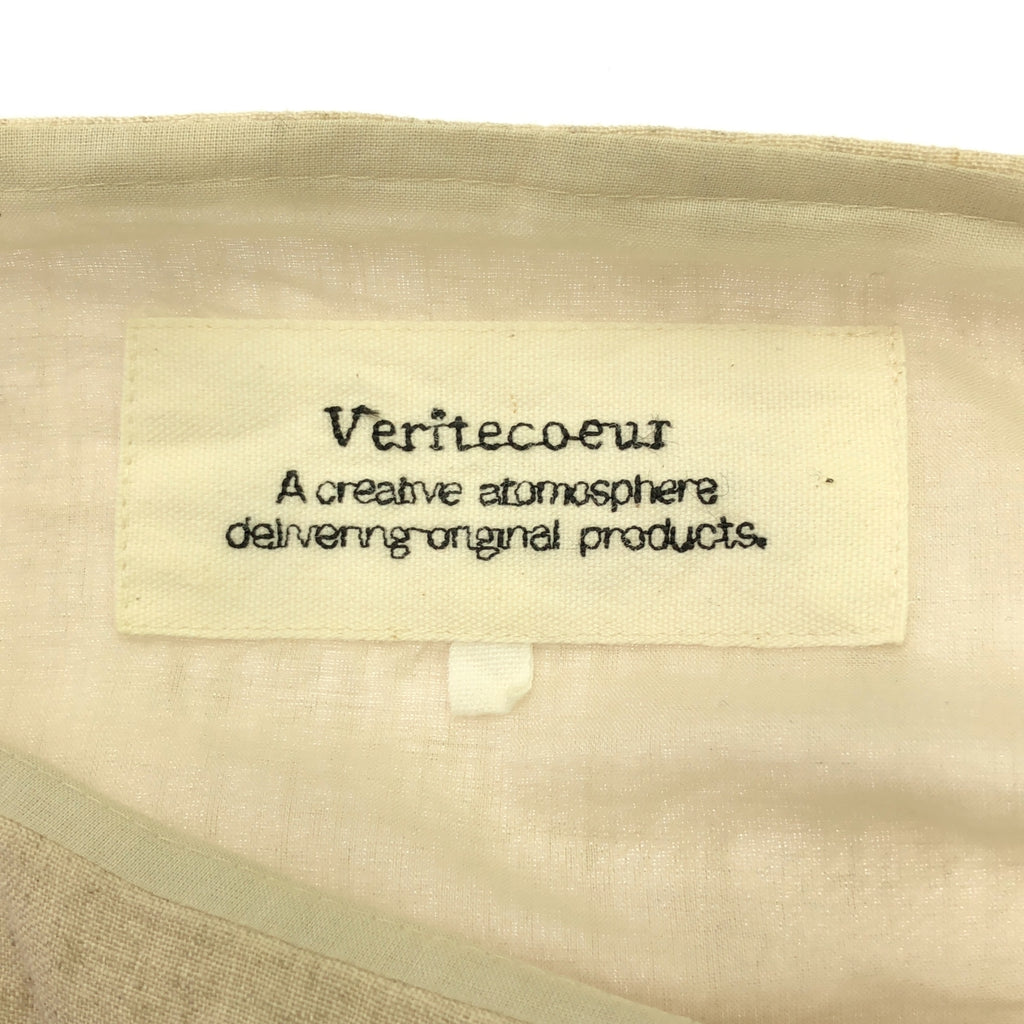 Veritecoeur
A creative atomosphere
delivering original products.